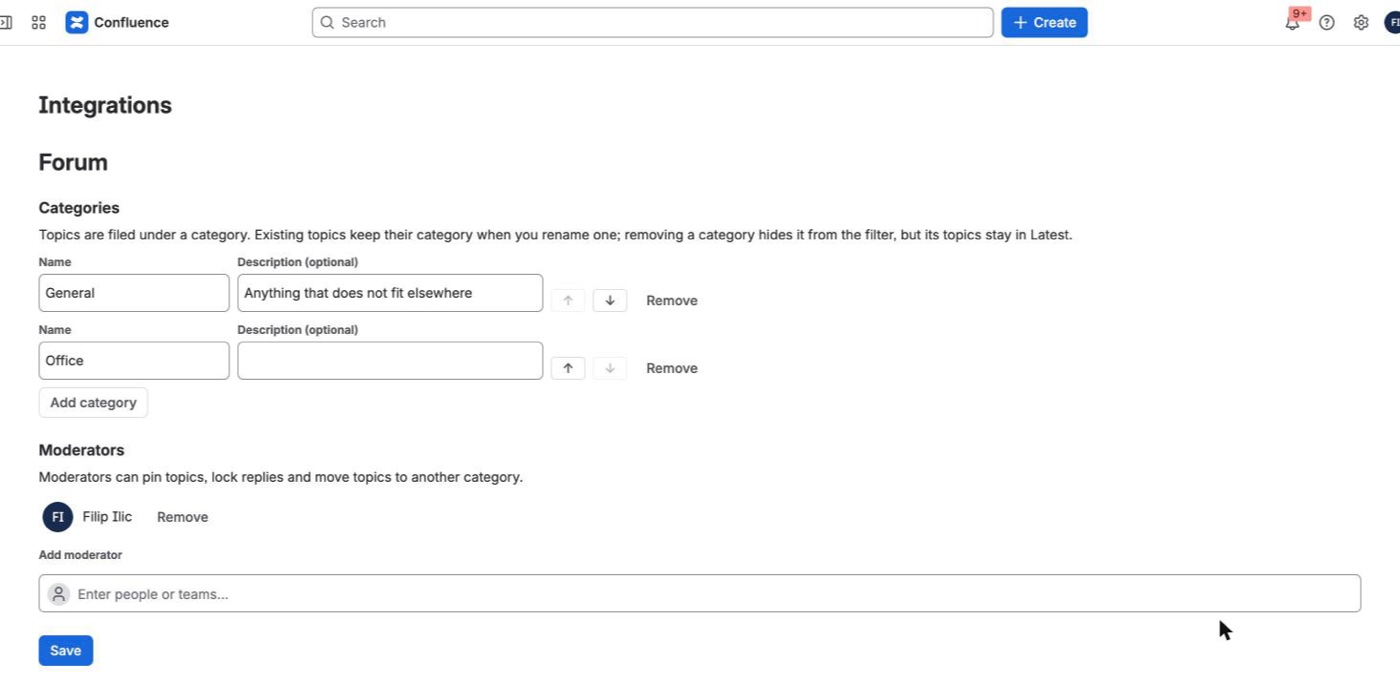 Confluence
Search
+ Create
9+
FI
Integrations
Forum
Categories
Topics are filed under a category. Existing topics keep their category when you rename one; removing a category hides it from the filter, but its topics stay in Latest.
Name Description (optional)
General Anything that does not fit elsewhere ↑ ↓ Remove
Name Description (optional)
Office ↑ ↓ Remove
Add category
Moderators
Moderators can pin topics, lock replies and move topics to another category.
FI Filip Ilic Remove
Add moderator
Enter people or teams...
Save